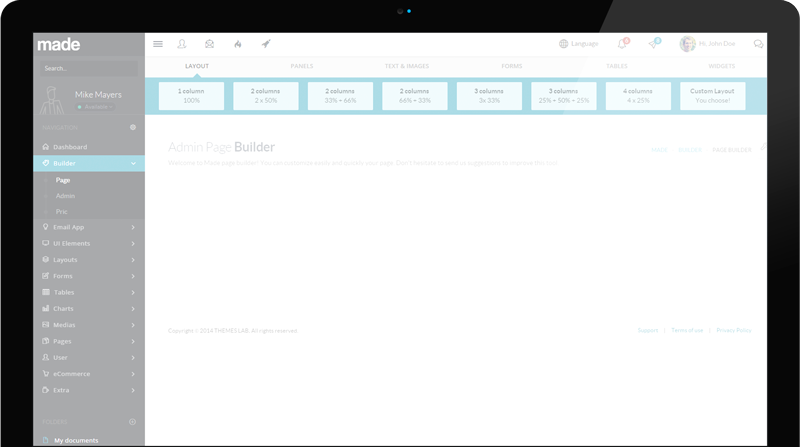 made
Language
Hi, John Doe
Search...
LAYOUT
PANELS
TEXT & IMAGES
FORMS
TABLES
WIDGETS
1 column
100%
2 columns
2 x 50%
2 columns
33% - 66%
2 columns
66% - 33%
3 columns
3x 33%
3 columns
25% - 50% - 25%
4 columns
4 x 25%
Custom Layout
You choose!
Mike Mayers
Available
NAVIGATION
Dashboard
Builder
Page
Admin
Email App
UI Elements
Layouts
Forms
Tables
Charts
Medias
Pages
User
eCommerce
Extra
FOLDERS
My documents
Admin Page Builder
BUILDER
PAGE BUILDER
Welcome to Made page builder! You can customize easily and quickly your page. Don't hesitate to send us suggestions to improve this tool!
Copyright © 2016 THEMES LAB. All rights reserved
Support | Terms of use | Privacy Policy